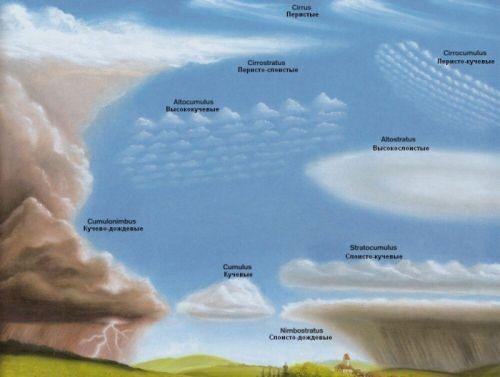 Cirrus
Перистые
Cirrocumulus
Перисто-кучевые
Cirrostratus
Перисто-слоистые
Altocumulus
Высококучевые
Altostratus
Высокослоистые
Cumulonimbus
Кучево-дождевые
Stratocumulus
Слоисто-кучевые
Cumulus
Кучевые
Nimbostratus
Слоисто-дождевые